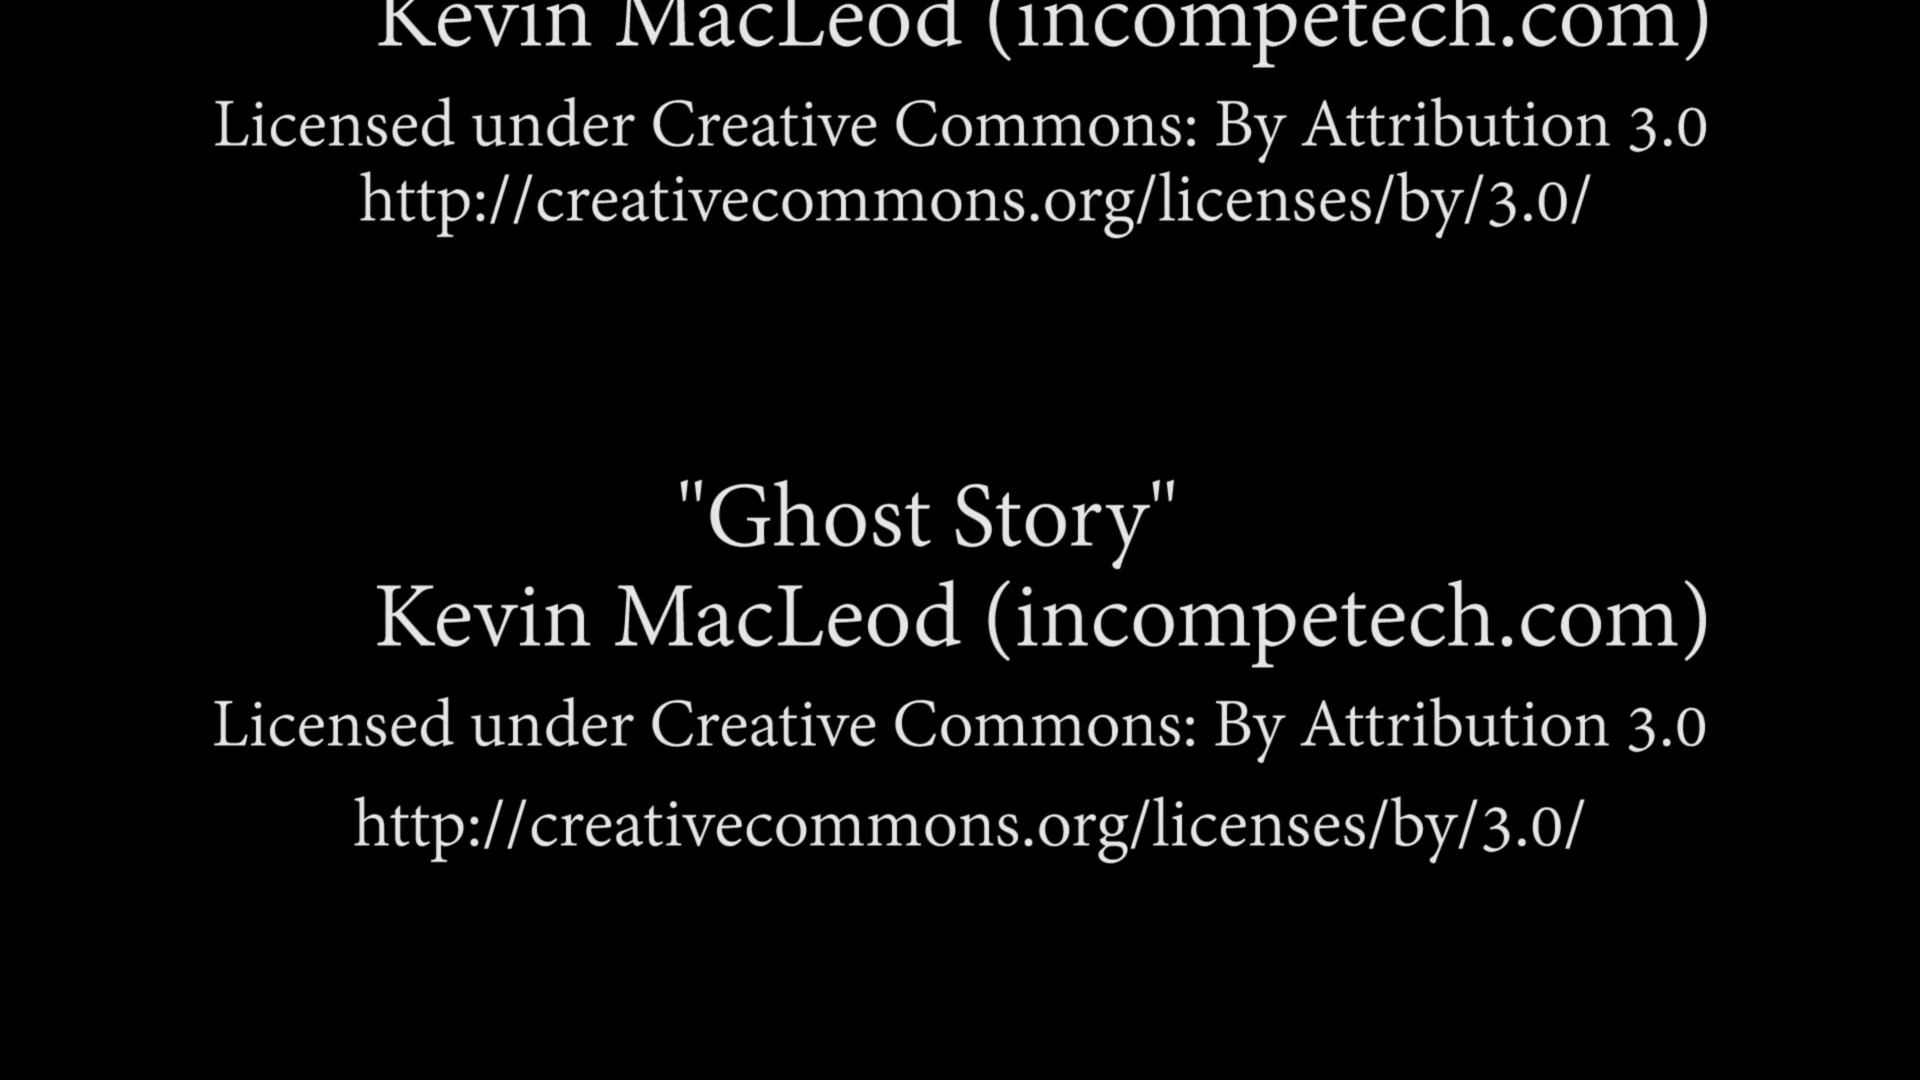 Kevin MacLeod (incompetech.com)
Licensed under Creative Commons: By Attribution 3.0
http://creativecommons.org/licenses/by/3.0/
"Ghost Story"
Kevin MacLeod (incompetech.com)
Licensed under Creative Commons: By Attribution 3.0
http://creativecommons.org/licenses/by/3.0/